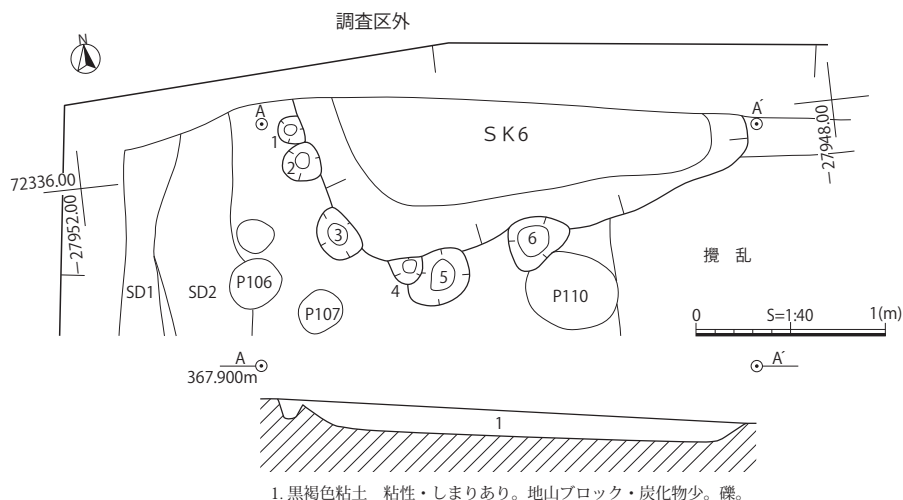 調査区外
N
A
A´
SK6
1
2
3
4
5
6
72336.00
−27952.00
−27948.00
SD1
SD2
P106
P107
P110
攪乱
0 S=1:40 1(m)
A
A´
367.900m
1
1. 黒褐色粘土 粘性・しまりあり。地山ブロック・炭化物少。礫。